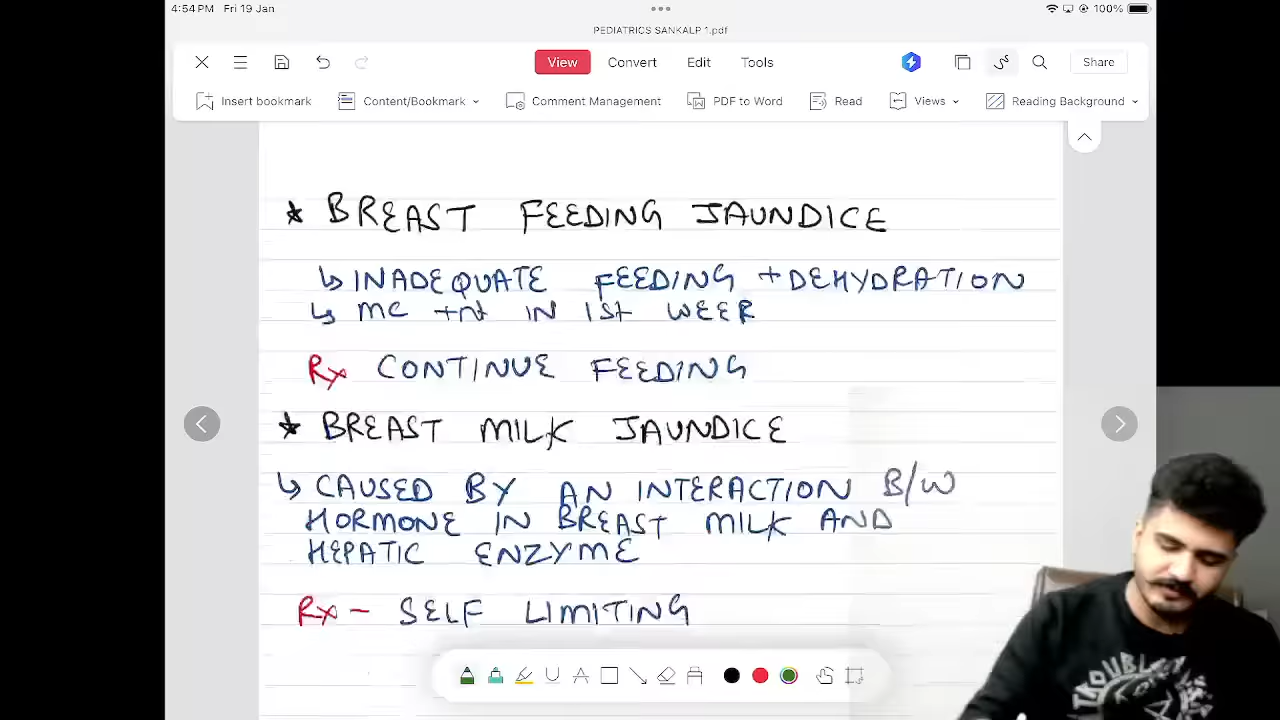 4:54 PM Fri 19 Jan
100%
PEDIATRICS SANKALP 1.pdf
View Convert Edit Tools Share
Insert bookmark Content/Bookmark Comment Management PDF to Word Read Views Reading Background
★ BREAST FEEDING JAUNDICE
↳ INADEQUATE FEEDING + DEHYDRATION
↳ MC +nt IN 1st WEEK
Rx CONTINUE FEEDING
★ BREAST MILK JAUNDICE
↳ CAUSED BY AN INTERACTION B/W
HORMONE IN BREAST MILK AND
HEPATIC ENZYME
Rx - SELF LIMITING